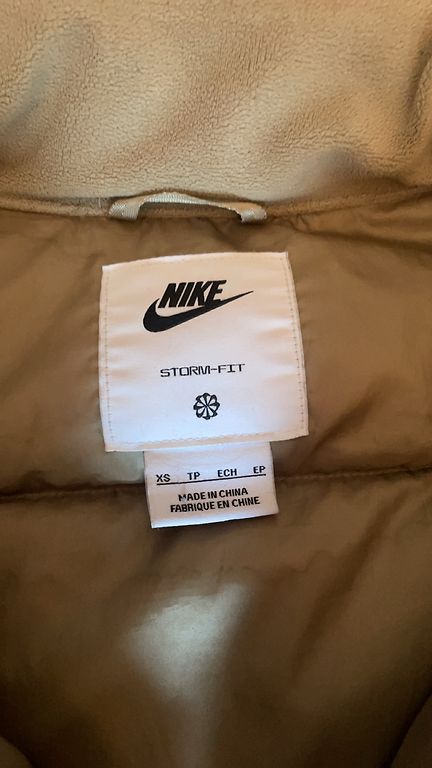 NIKE
STORM-FIT
XS TP ECH EP
MADE IN CHINA
FABRIQUE EN CHINE